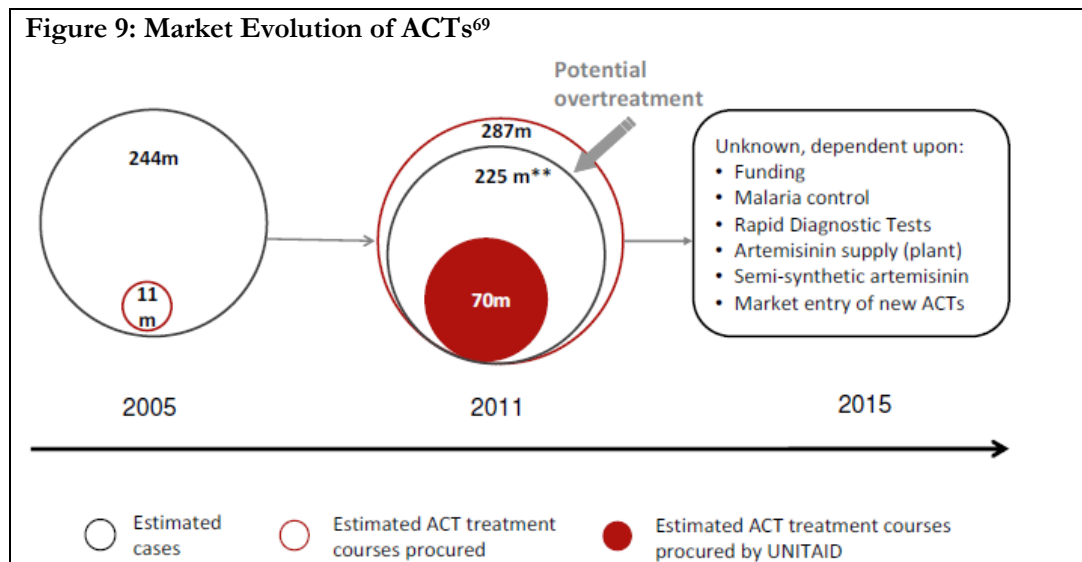 Figure 9: Market Evolution of ACTs69
Potential
overtreatment
244m
11
m
287m
225 m**
70m
Unknown, dependent upon:
• Funding
• Malaria control
• Rapid Diagnostic Tests
• Artemisinin supply (plant)
• Semi-synthetic artemisinin
• Market entry of new ACTs
2005
2011
2015
Estimated
cases
Estimated ACT treatment
courses procured
Estimated ACT treatment courses
procured by UNITAID